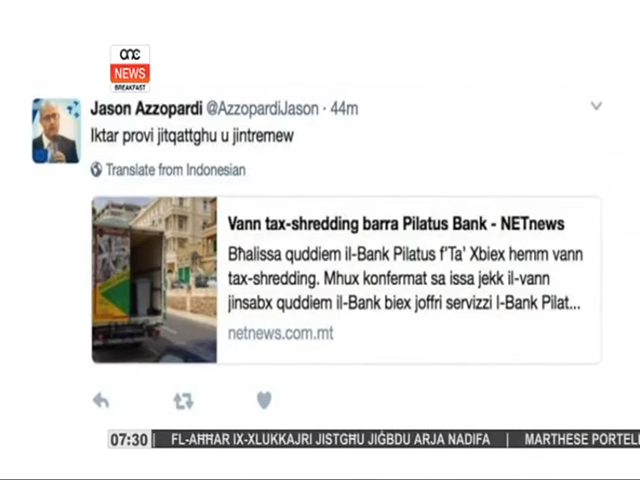 one
NEWS
BREAKFAST
Jason Azzopardi @AzzopardiJason · 44m
Iktar provi jitqattghu u jintremew
Translate from Indonesian
Vann tax-shredding barra Pilatus Bank - NETnews
Bħalissa quddiem il-Bank Pilatus f'Ta' Xbiex hemm vann
tax-shredding. Mhux konfermat sa issa jekk il-vann
jinsabx quddiem il-Bank biex joffri servizzi l-Bank Pilat...
netnews.com.mt
07:30 FL-AĦĦAR IX-XLUKKAJRI JISTGĦU JIĠBDU ARJA NADIFA | MARTHESE PORTELL